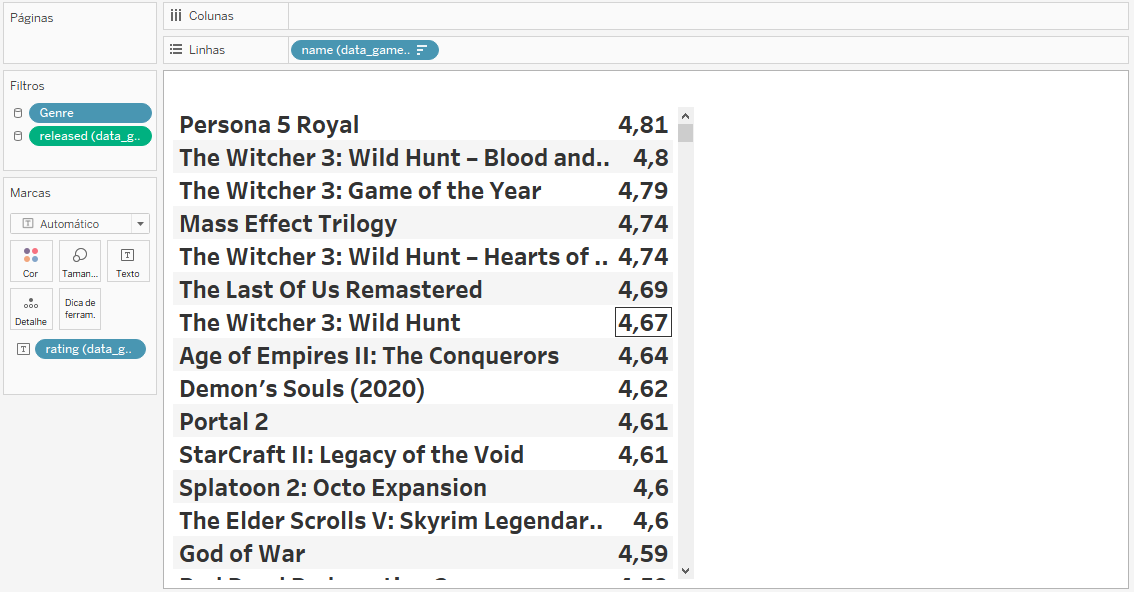 Páginas
Colunas
Linhas
name (data_game..
Filtros
Genre
released (data_g..
Marcas
Automático
Cor
Taman...
Texto
Detalhe
Dica de
ferram.
rating (data_g..
Persona 5 Royal 4,81
The Witcher 3: Wild Hunt – Blood and.. 4,8
The Witcher 3: Game of the Year 4,79
Mass Effect Trilogy 4,74
The Witcher 3: Wild Hunt – Hearts of .. 4,74
The Last Of Us Remastered 4,69
The Witcher 3: Wild Hunt 4,67
Age of Empires II: The Conquerors 4,64
Demon’s Souls (2020) 4,62
Portal 2 4,61
StarCraft II: Legacy of the Void 4,61
Splatoon 2: Octo Expansion 4,6
The Elder Scrolls V: Skyrim Legendar.. 4,6
God of War 4,59